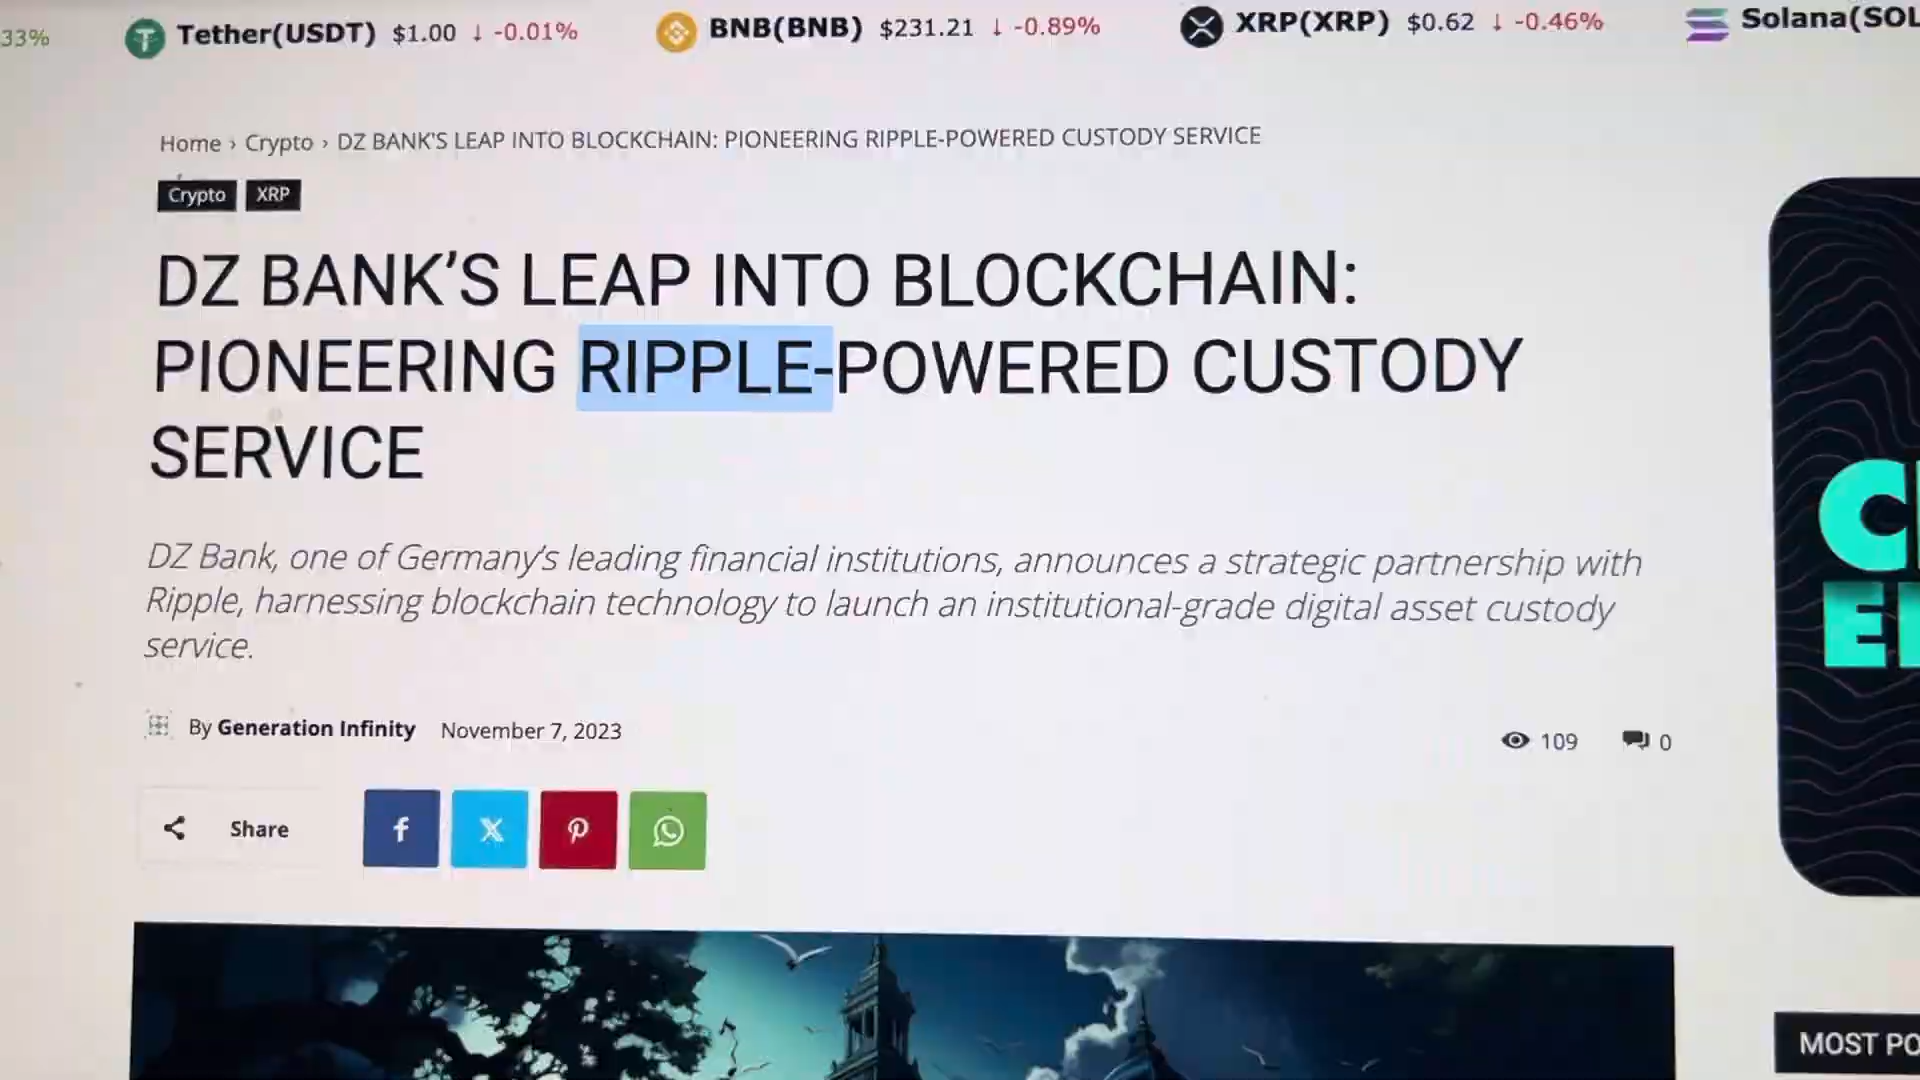 33%
Tether(USDT) $1.00 ↓ -0.01%
BNB(BNB) $231.21 ↓ -0.89%
XRP(XRP) $0.62 ↓ -0.46%
Solana(SOL
Home › Crypto › DZ BANK'S LEAP INTO BLOCKCHAIN: PIONEERING RIPPLE-POWERED CUSTODY SERVICE
Crypto XRP
DZ BANK’S LEAP INTO BLOCKCHAIN:
PIONEERING RIPPLE-POWERED CUSTODY
SERVICE
DZ Bank, one of Germany’s leading financial institutions, announces a strategic partnership with
Ripple, harnessing blockchain technology to launch an institutional-grade digital asset custody
service.
By Generation Infinity November 7, 2023
109 0
Share
MOST PO